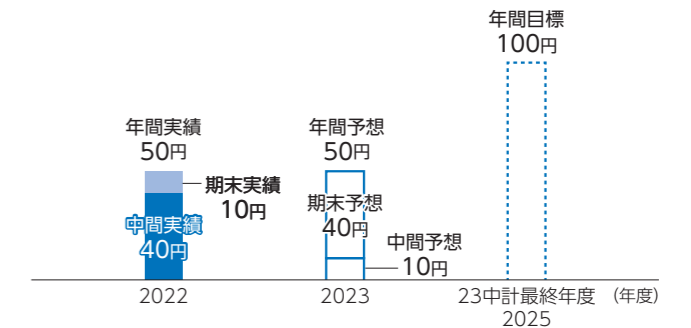 年間目標
100円
年間実績
50円
期末実績
10円
中間実績
40円
年間予想
50円
期末予想
40円
中間予想
10円
2022
2023
23中計最終年度
2025
（年度）